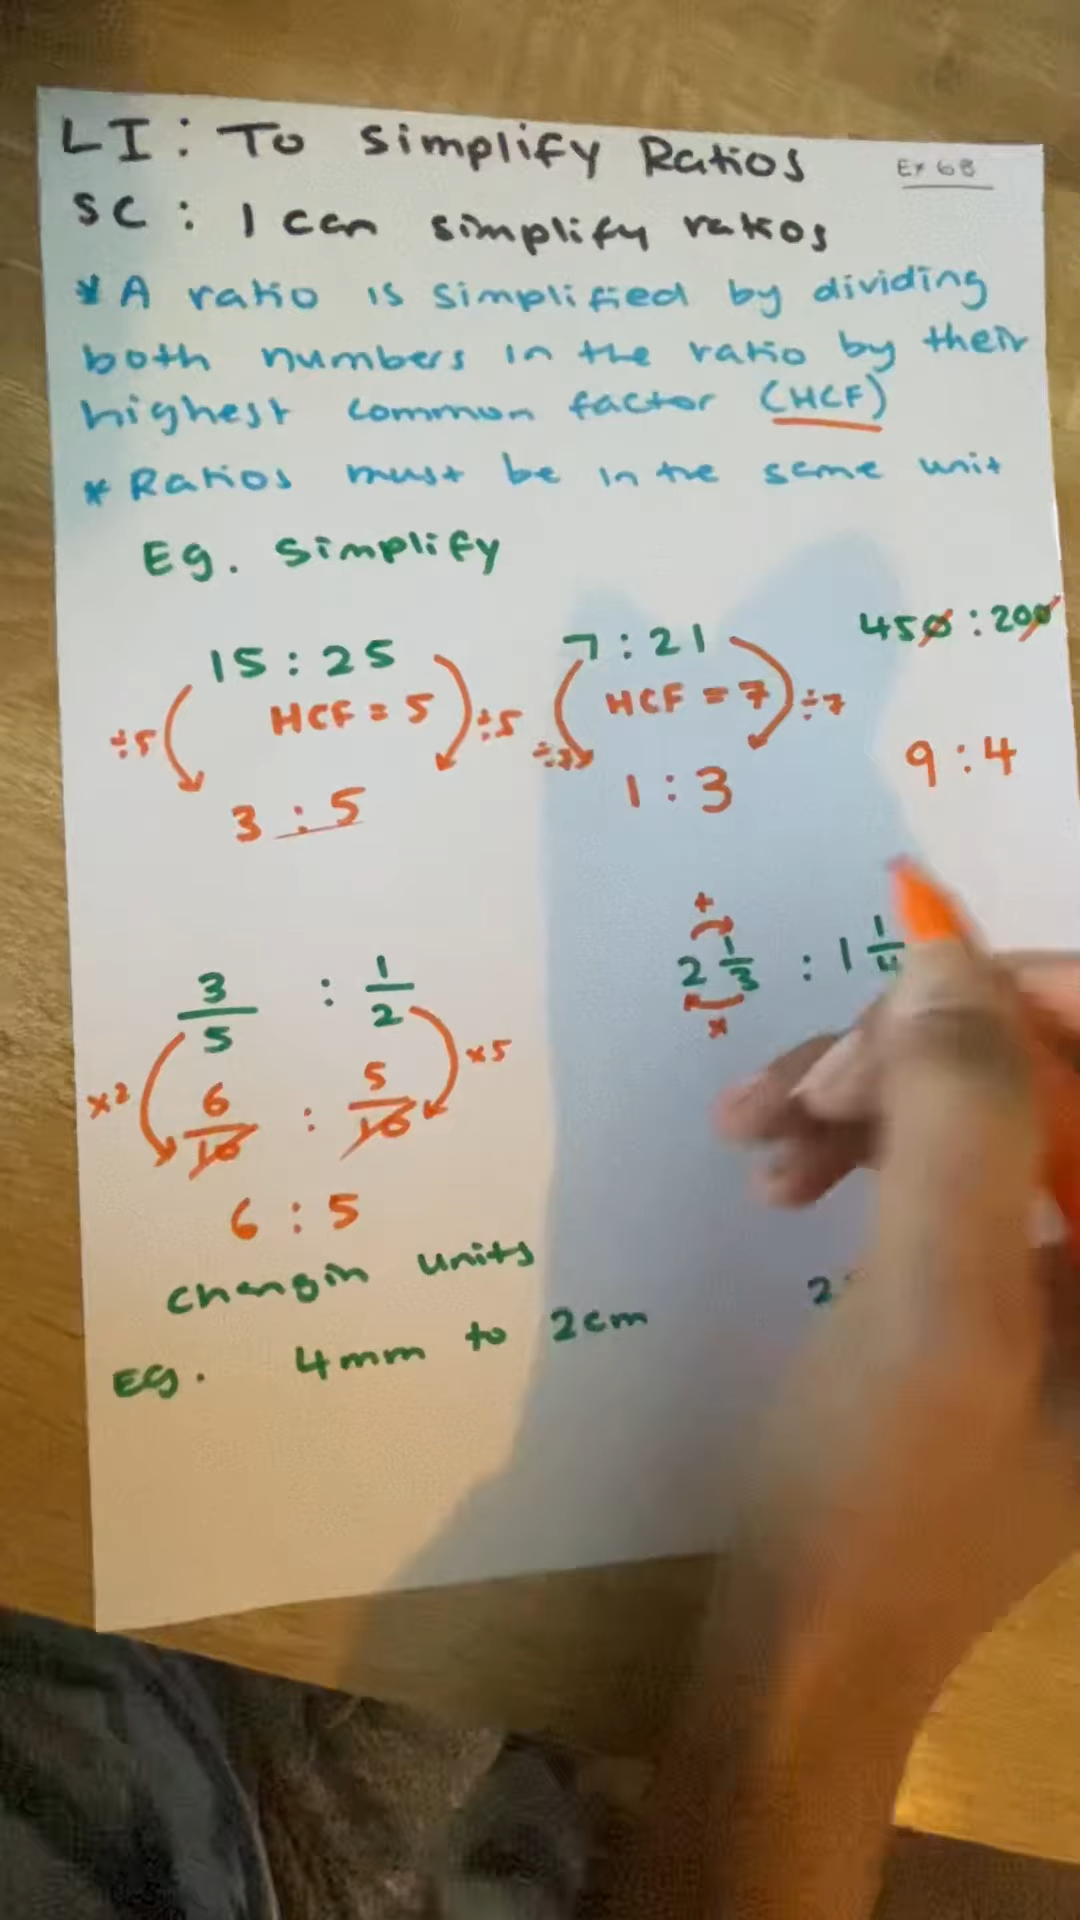 LI: To Simplify Ratios
Ex 6B
SC: I can simplify ratios
* A ratio is simplified by dividing
both numbers in the ratio by their
highest common factor (HCF)
* Ratios must be in the same unit
Eg. Simplify
15 : 25
HCF = 5
÷5
÷5
3 : 5
7 : 21
HCF = 7
÷7
÷7
1 : 3
450 : 200
9 : 4
3/5 : 1/2
×2
×5
6/10 : 5/10
6 : 5
+
2 1/3 : 1 1/4
×
Changin units
EG. 4mm to 2cm
2